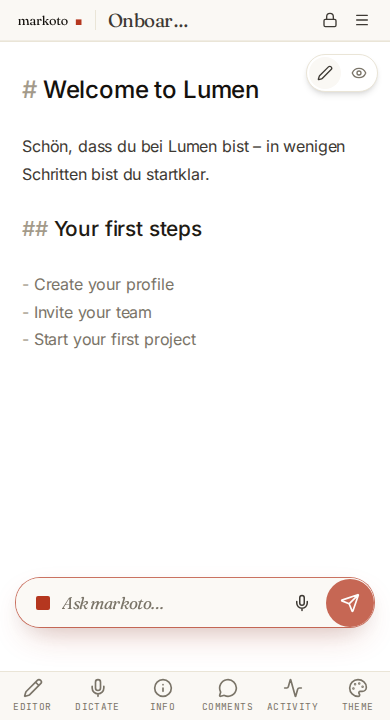 markoto
Onboar...
# Welcome to Lumen
Schön, dass du bei Lumen bist – in wenigen
Schritten bist du startklar.
## Your first steps
- Create your profile
- Invite your team
- Start your first project
Ask markoto...
EDITOR DICTATE INFO COMMENTS ACTIVITY THEME